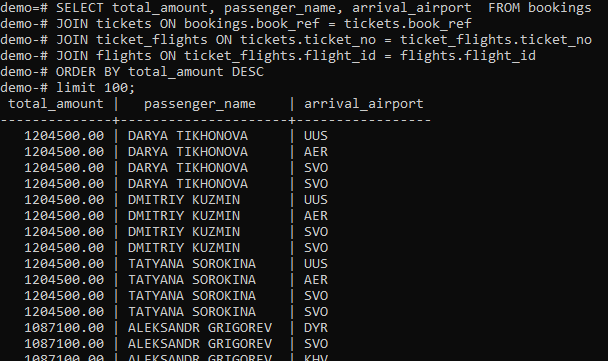 demo=# SELECT total_amount, passenger_name, arrival_airport  FROM bookings
demo-# JOIN tickets ON bookings.book_ref = tickets.book_ref
demo-# JOIN ticket_flights ON tickets.ticket_no = ticket_flights.ticket_no
demo-# JOIN flights ON ticket_flights.flight_id = flights.flight_id
demo-# ORDER BY total_amount DESC
demo-# limit 100;
 total_amount |   passenger_name    | arrival_airport
--------------+---------------------+-----------------
   1204500.00 | DARYA TIKHONOVA     | UUS
   1204500.00 | DARYA TIKHONOVA     | AER
   1204500.00 | DARYA TIKHONOVA     | SVO
   1204500.00 | DARYA TIKHONOVA     | SVO
   1204500.00 | DMITRIY KUZMIN      | UUS
   1204500.00 | DMITRIY KUZMIN      | AER
   1204500.00 | DMITRIY KUZMIN      | SVO
   1204500.00 | DMITRIY KUZMIN      | SVO
   1204500.00 | TATYANA SOROKINA    | UUS
   1204500.00 | TATYANA SOROKINA    | AER
   1204500.00 | TATYANA SOROKINA    | SVO
   1204500.00 | TATYANA SOROKINA    | SVO
   1087100.00 | ALEKSANDR GRIGOREV  | DYR
   1087100.00 | ALEKSANDR GRIGOREV  | SVO
   1087100.00 | ALEKSANDR GRIGOREV  | KHV